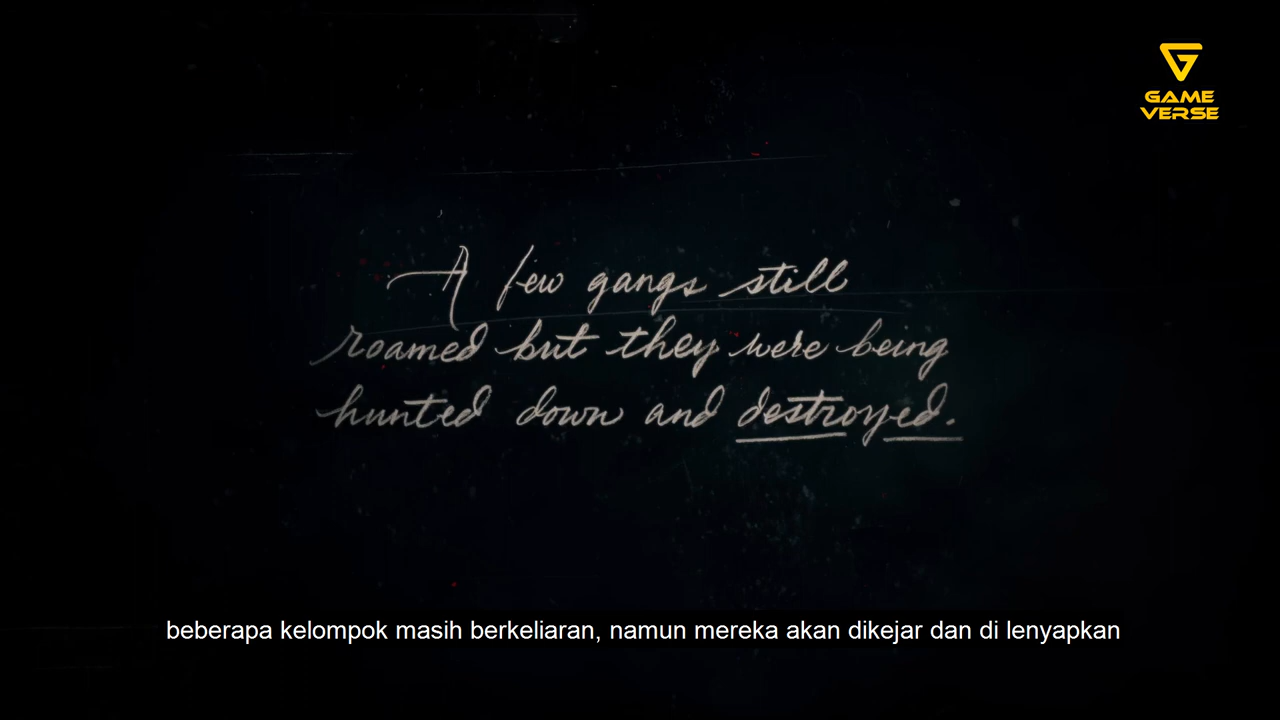 GAME
VERSE
A few gangs still
roamed but they were being
hunted down and destroyed.
beberapa kelompok masih berkeliaran, namun mereka akan dikejar dan di lenyapkan